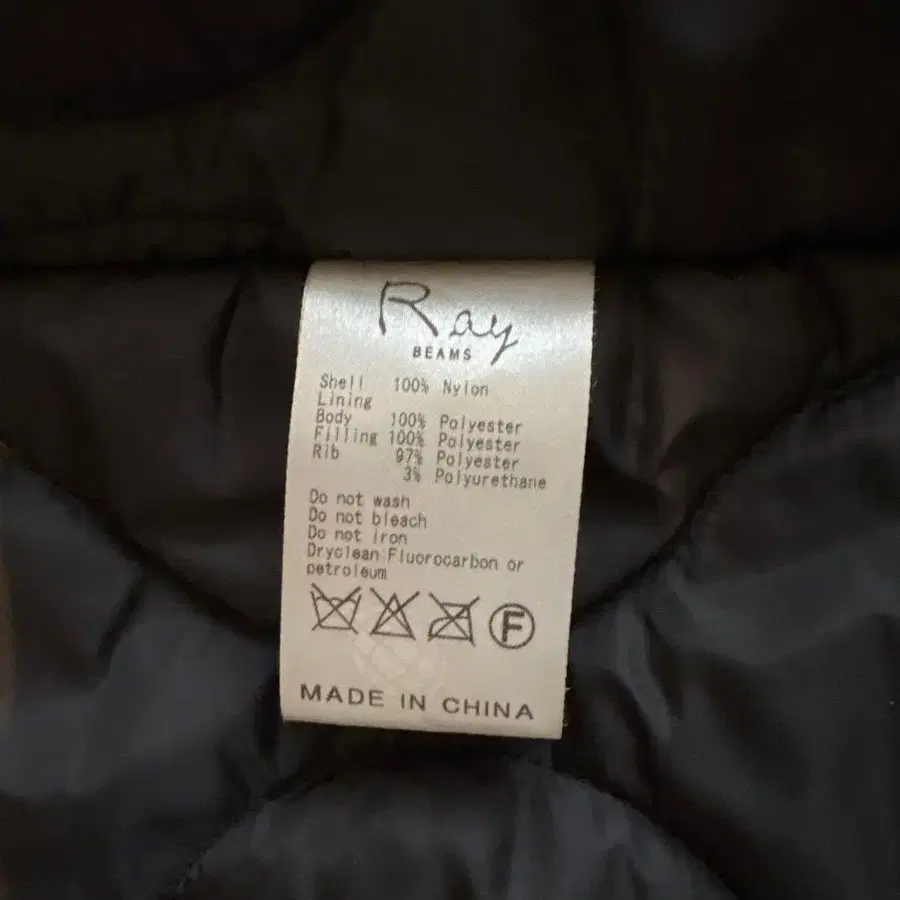 Ray
BEAMS
Shell 100% Nylon
Lining
Body 100% Polyester
Filling 100% Polyester
Rib 97% Polyester
3% Polyurethane
Do not wash
Do not bleach
Do not iron
Dryclean Fluorocarbon or
petroleum
F
MADE IN CHINA